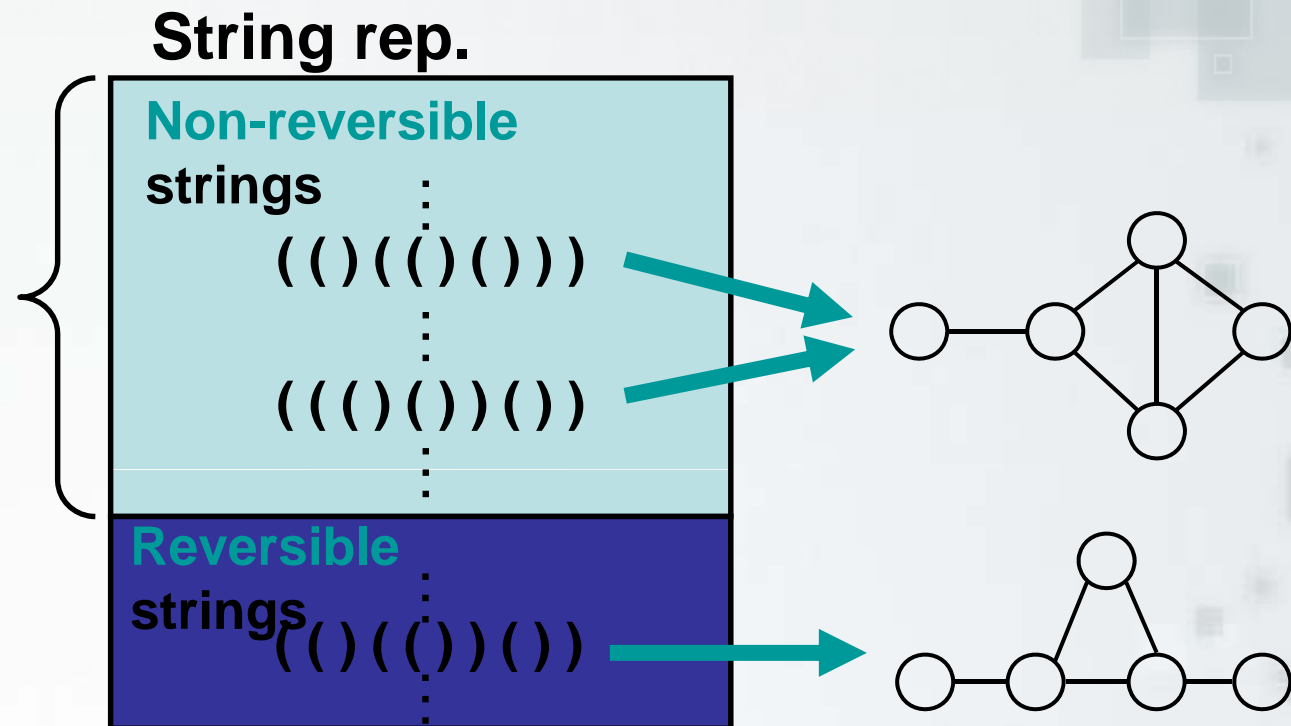 String rep.
Non-reversible
strings
(()(()()))
((()())())
Reversible
strings
(()(())())